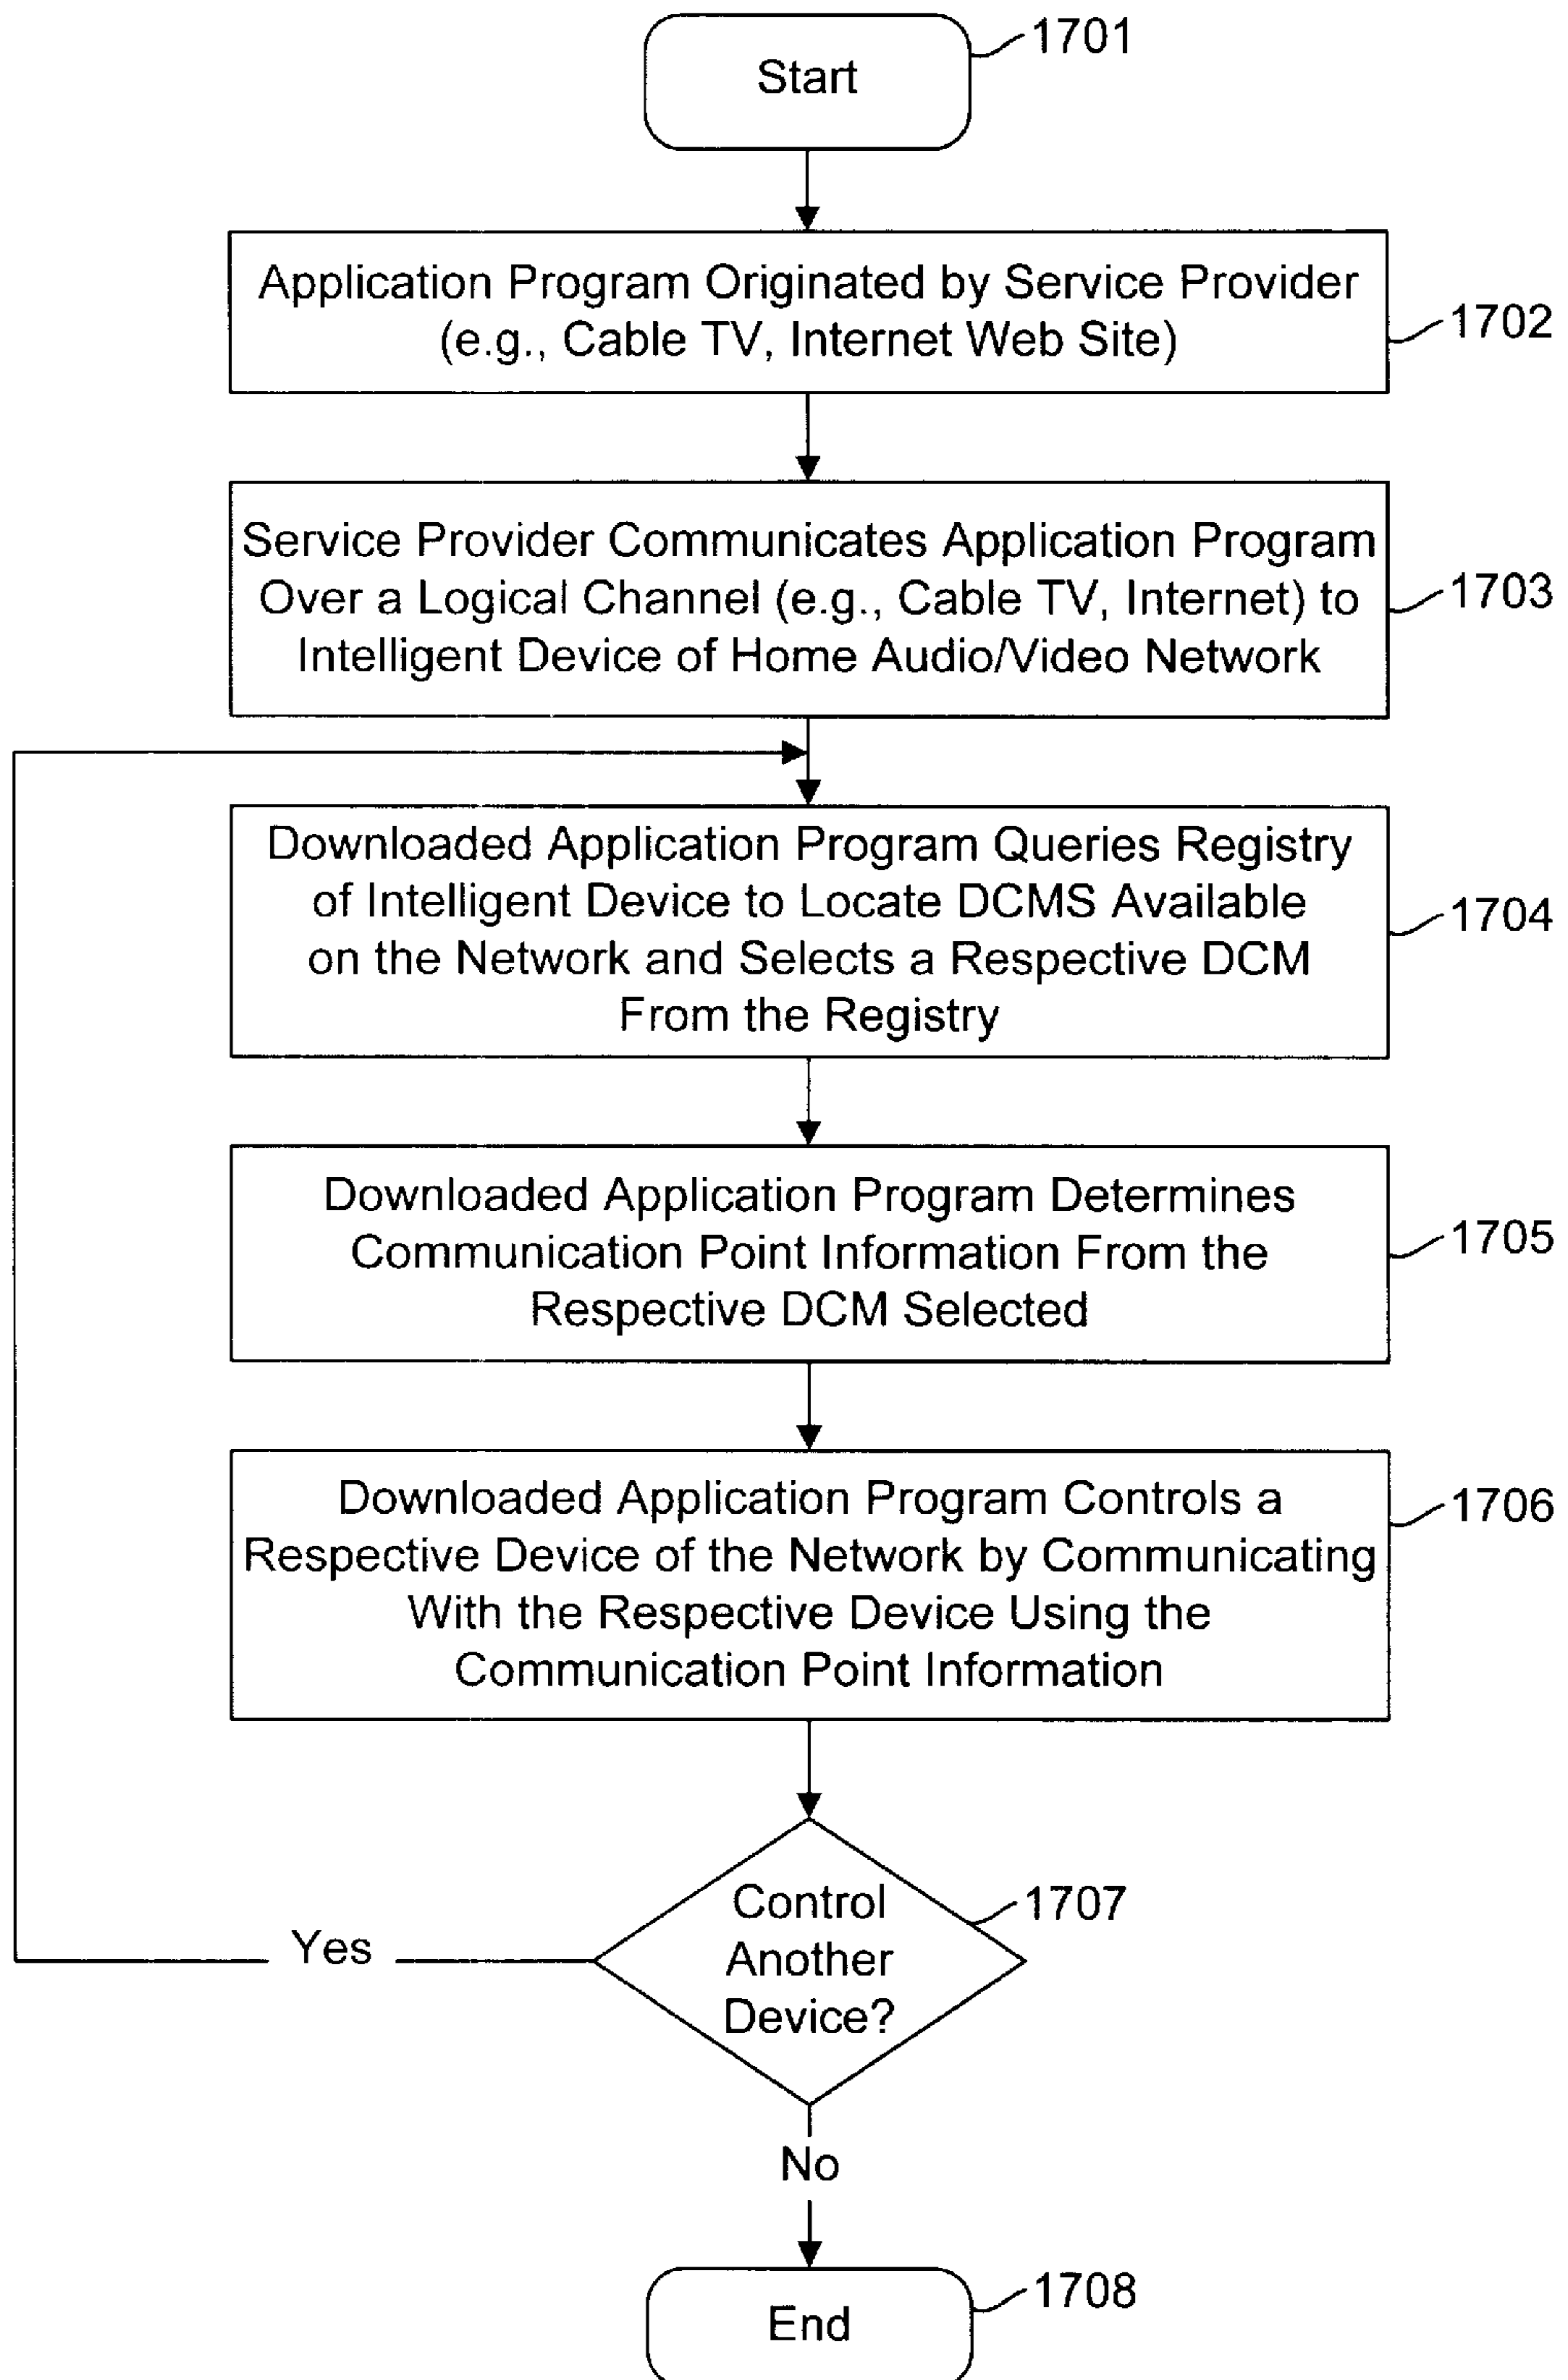 Start
1701
Application Program Originated by Service Provider
(e.g., Cable TV, Internet Web Site)
1702
Service Provider Communicates Application Program
Over a Logical Channel (e.g., Cable TV, Internet) to
Intelligent Device of Home Audio/Video Network
1703
Downloaded Application Program Queries Registry
of Intelligent Device to Locate DCMS Available
on the Network and Selects a Respective DCM
From the Registry
1704
Downloaded Application Program Determines
Communication Point Information From the
Respective DCM Selected
1705
Downloaded Application Program Controls a
Respective Device of the Network by Communicating
With the Respective Device Using the
Communication Point Information
1706
Control
Another
Device?
1707
Yes
No
End
1708